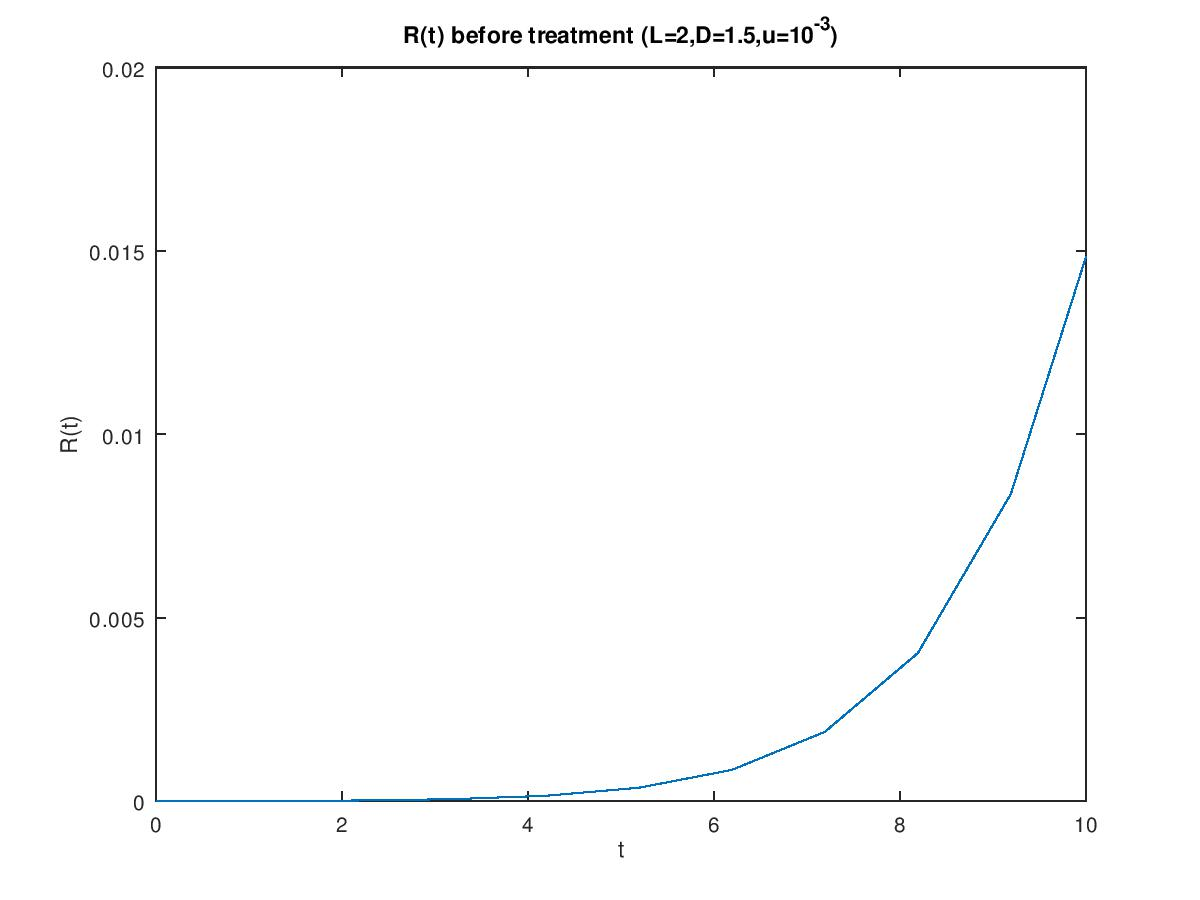 R(t) before treatment (L=2,D=1.5,u=10^-3)
0.02
0.015
0.01
0.005
0
R(t)
0 2 4 6 8 10
t